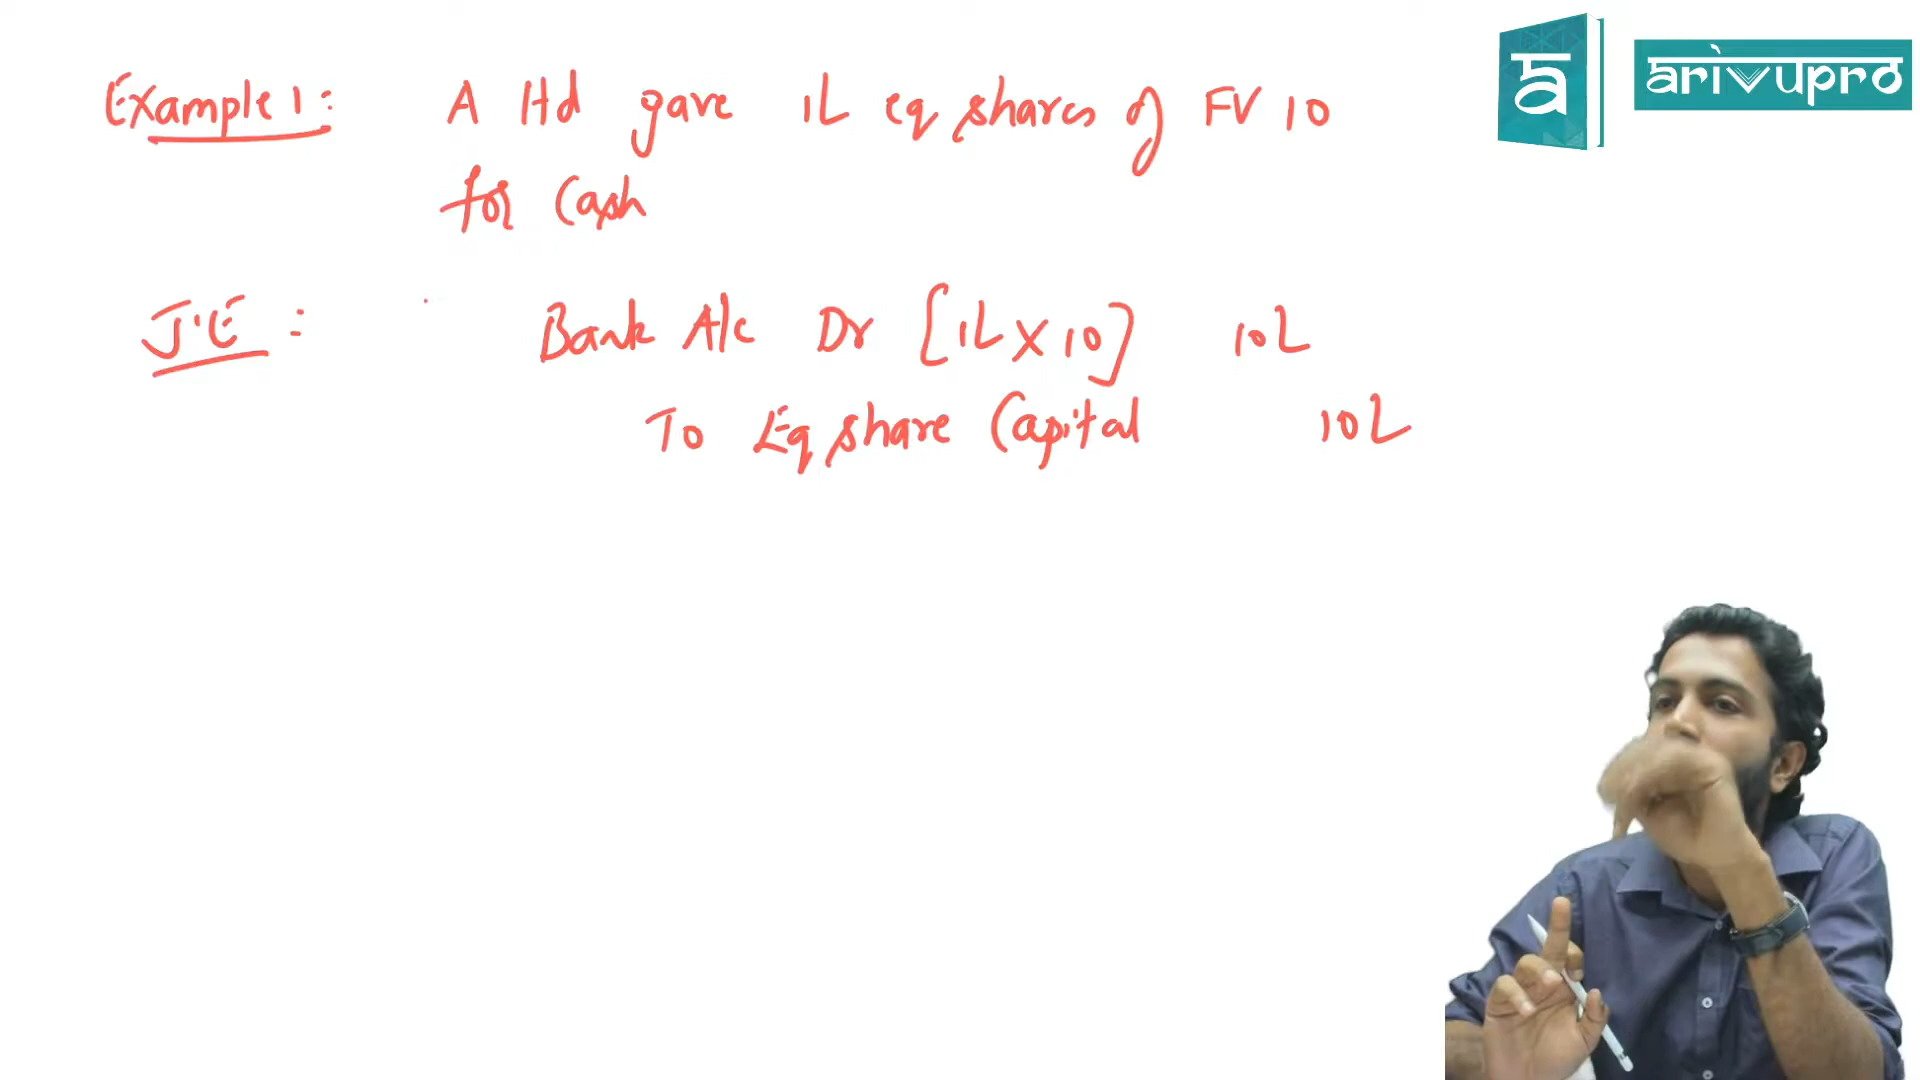 Example 1: A Ltd gave 1L eq shares of FV 10
for Cash
J.E : Bank A/c Dr [1L X 10] 10L
To Eq share Capital 10L
a arivupro